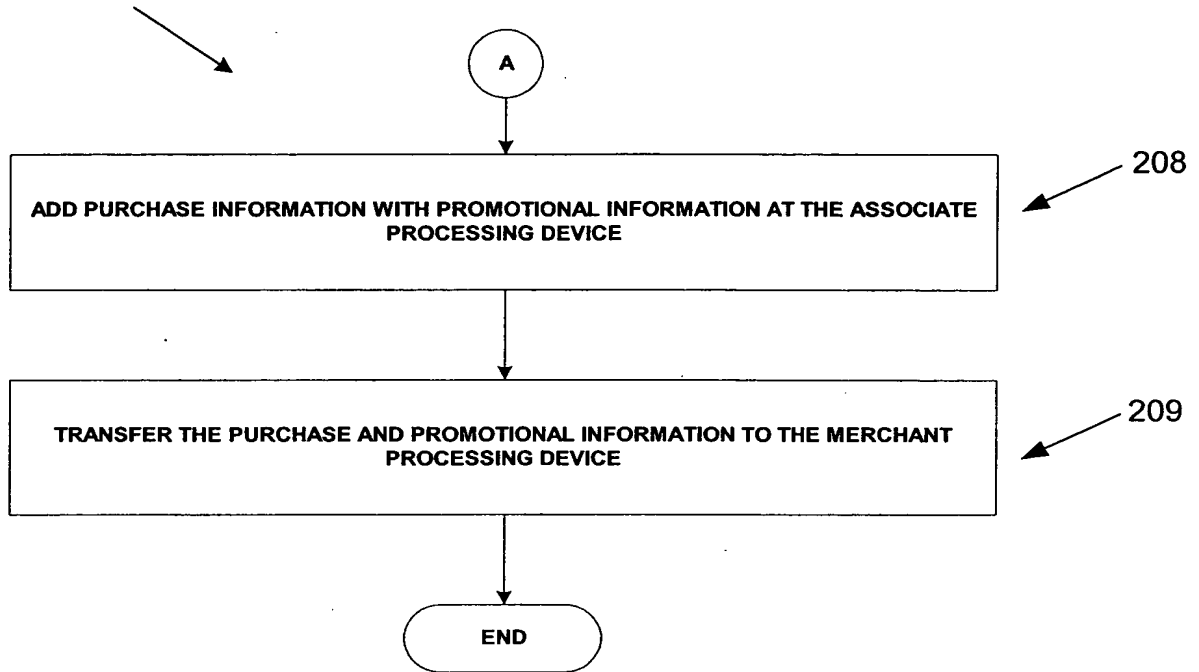 A
208
ADD PURCHASE INFORMATION WITH PROMOTIONAL INFORMATION AT THE ASSOCIATE
PROCESSING DEVICE
209
TRANSFER THE PURCHASE AND PROMOTIONAL INFORMATION TO THE MERCHANT
PROCESSING DEVICE
END